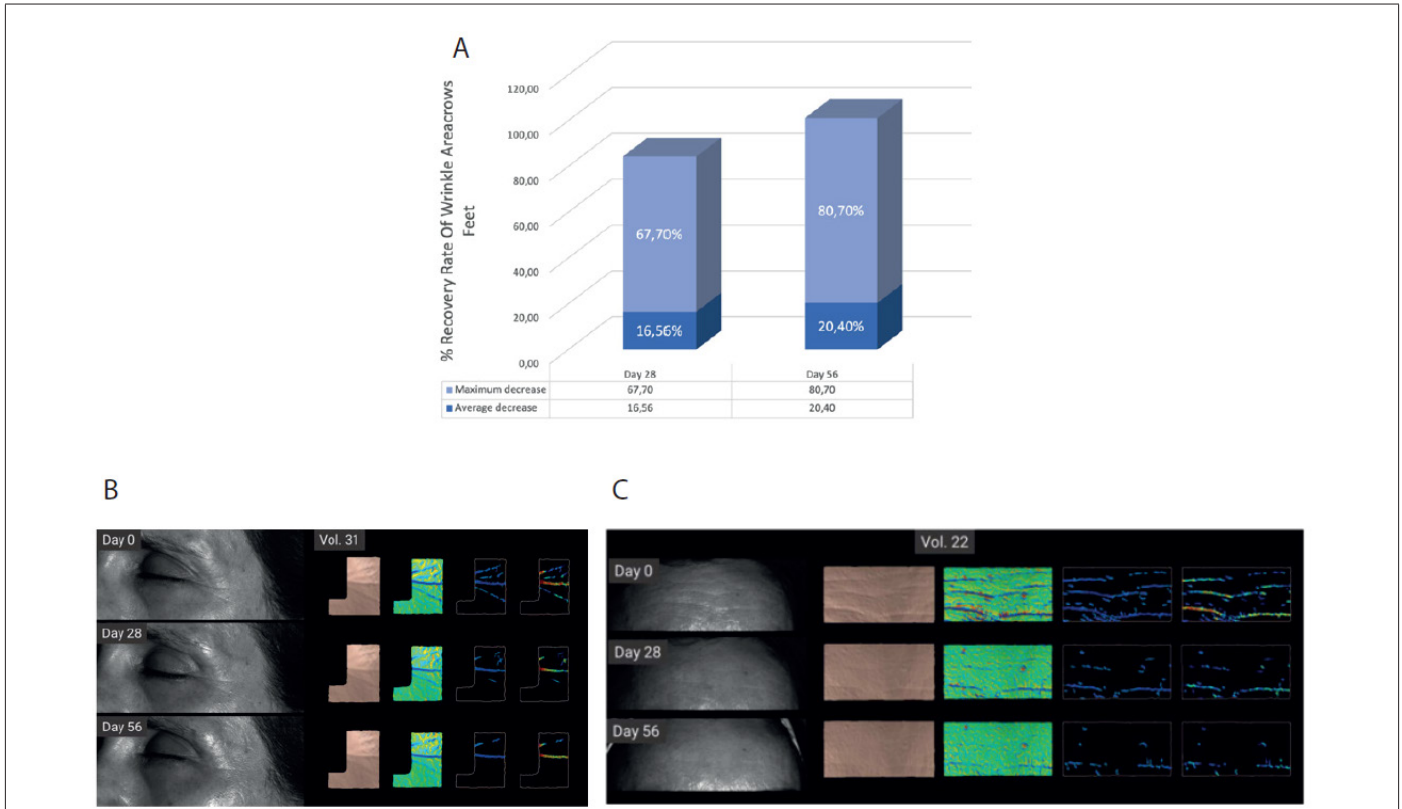 A
% Recovery Rate Of Wrinkle Areacrows
Feet
120,00
100,00
80,00
60,00
40,00
20,00
0,00
67,70%
16,56%
80,70%
20,40%
Day 28 Day 56
Maximum decrease 67,70 80,70
Average decrease 16,56 20,40
B
Day 0 Vol. 31
Day 28
Day 56
C
Vol. 22
Day 0
Day 28
Day 56